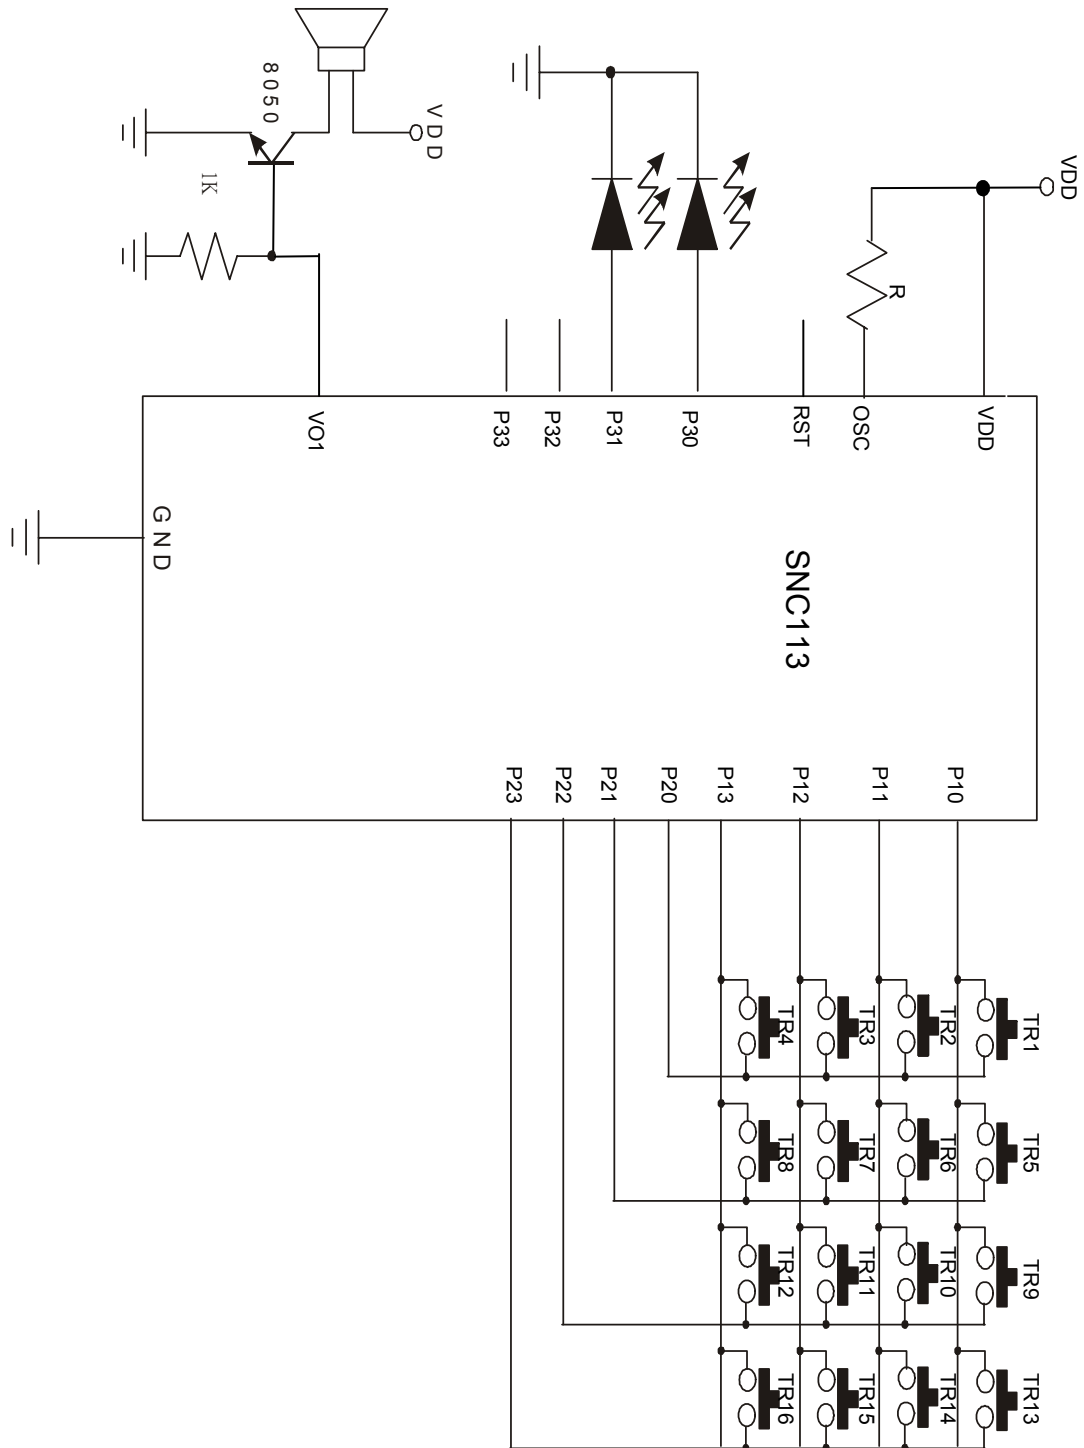 VDD
VDD
8050
1K
R
VDD
OSC
RST
P30
P31
P32
P33
VO1
GND
SNC113
P10
P11
P12
P13
P20
P21
P22
P23
TR1
TR2
TR3
TR4
TR5
TR6
TR7
TR8
TR9
TR10
TR11
TR12
TR13
TR14
TR15
TR16